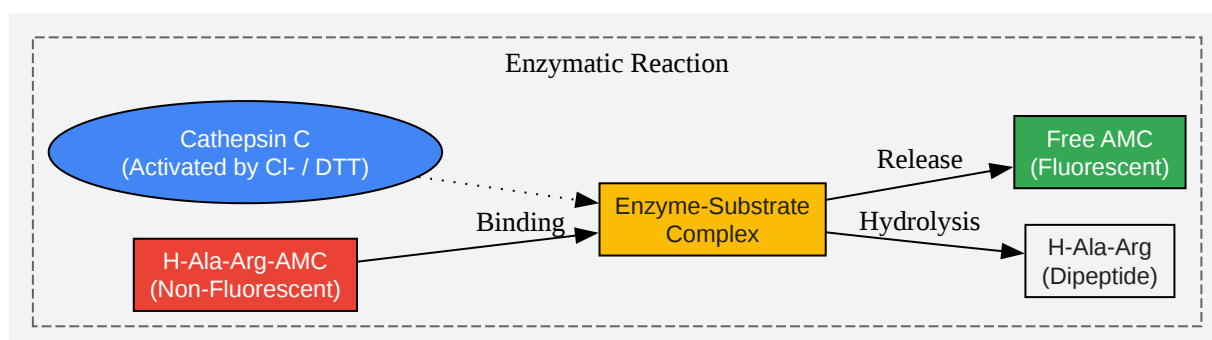 Enzymatic Reaction
Cathepsin C
(Activated by Cl- / DTT)
H-Ala-Arg-AMC
(Non-Fluorescent)
Binding
Enzyme-Substrate
Complex
Release
Hydrolysis
Free AMC
(Fluorescent)
H-Ala-Arg
(Dipeptide)